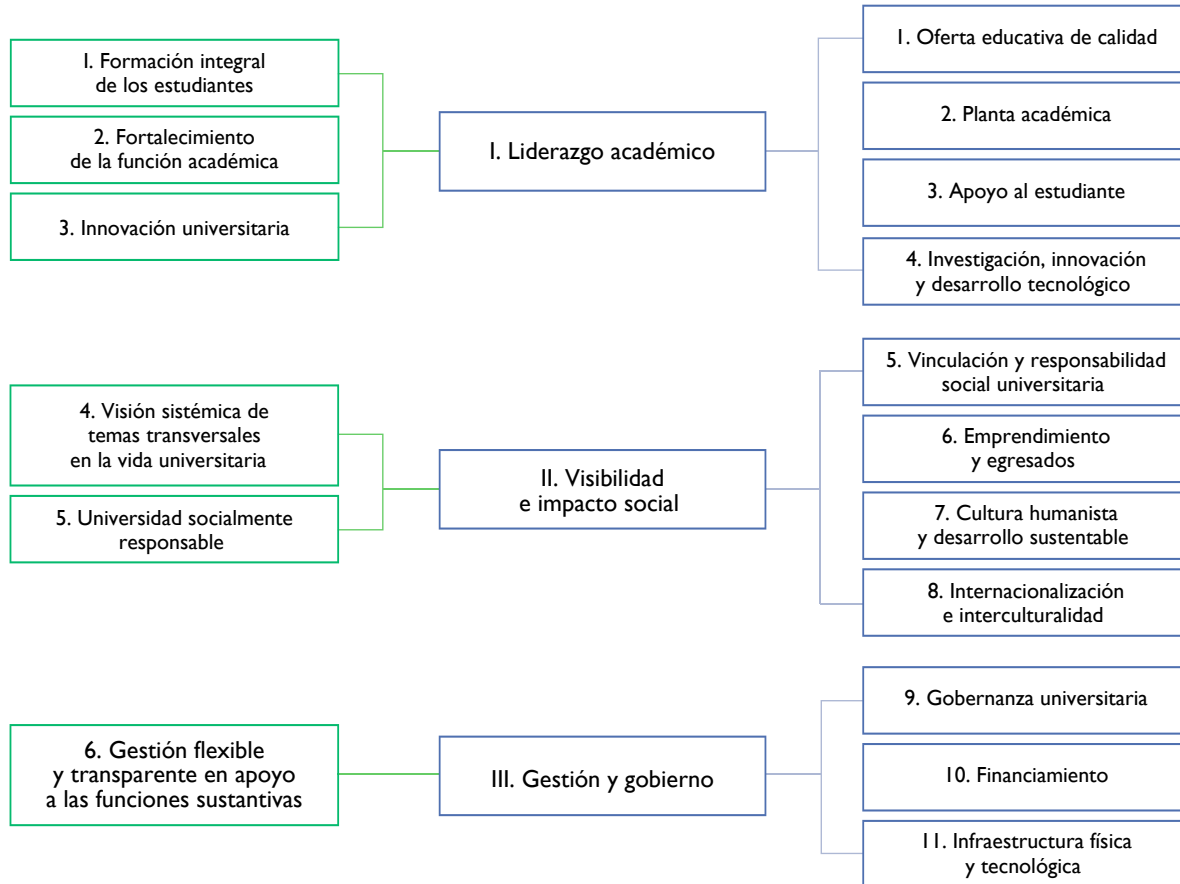 1. Formación integral
de los estudiantes
2. Fortalecimiento
de la función académica
3. Innovación universitaria
I. Liderazgo académico
1. Oferta educativa de calidad
2. Planta académica
3. Apoyo al estudiante
4. Investigación, innovación
y desarrollo tecnológico
4. Visión sistémica de
temas transversales
en la vida universitaria
5. Universidad socialmente
responsable
II. Visibilidad
e impacto social
5. Vinculación y responsabilidad
social universitaria
6. Emprendimiento
y egresados
7. Cultura humanista
y desarrollo sustentable
8. Internacionalización
e interculturalidad
6. Gestión flexible
y transparente en apoyo
a las funciones sustantivas
III. Gestión y gobierno
9. Gobernanza universitaria
10. Financiamiento
11. Infraestructura física
y tecnológica